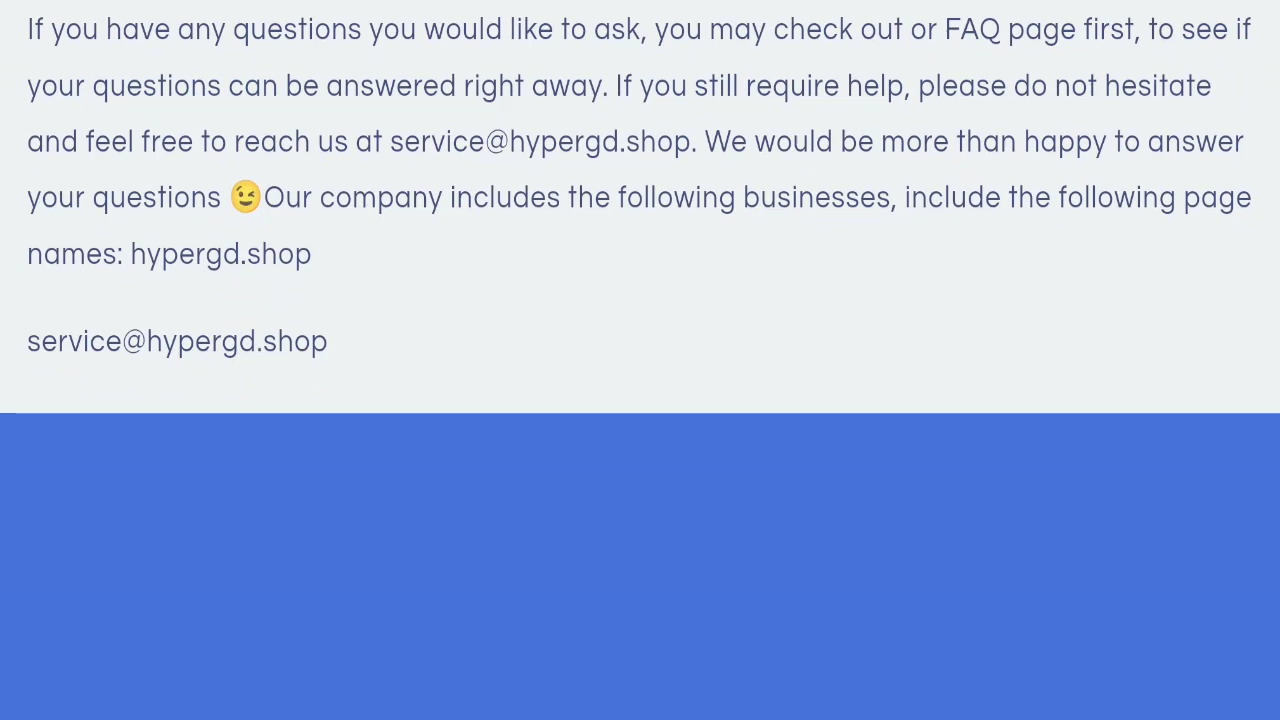 If you have any questions you would like to ask, you may check out or FAQ page first, to see if
your questions can be answered right away. If you still require help, please do not hesitate
and feel free to reach us at service@hypergd.shop. We would be more than happy to answer
your questions 😉Our company includes the following businesses, include the following page
names: hypergd.shop
service@hypergd.shop